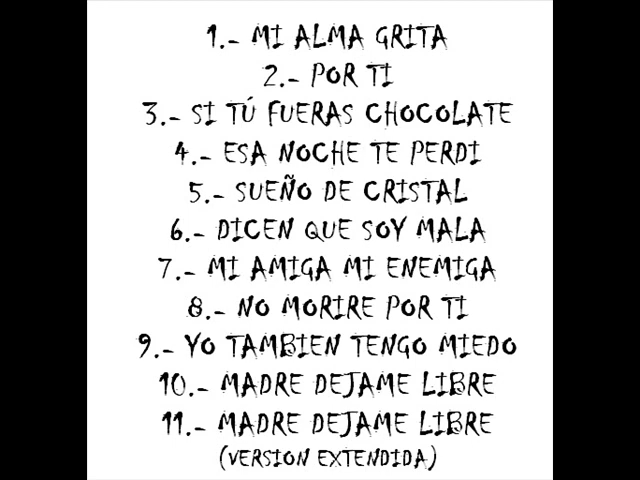 1.- MI ALMA GRITA
2.- POR TI
3.- SI TÚ FUERAS CHOCOLATE
4.- ESA NOCHE TE PERDI
5.- SUEÑO DE CRISTAL
6.- DICEN QUE SOY MALA
7.- MI AMIGA MI ENEMIGA
8.- NO MORIRE POR TI
9.- YO TAMBIEN TENGO MIEDO
10.- MADRE DEJAME LIBRE
11.- MADRE DEJAME LIBRE
(VERSION EXTENDIDA)